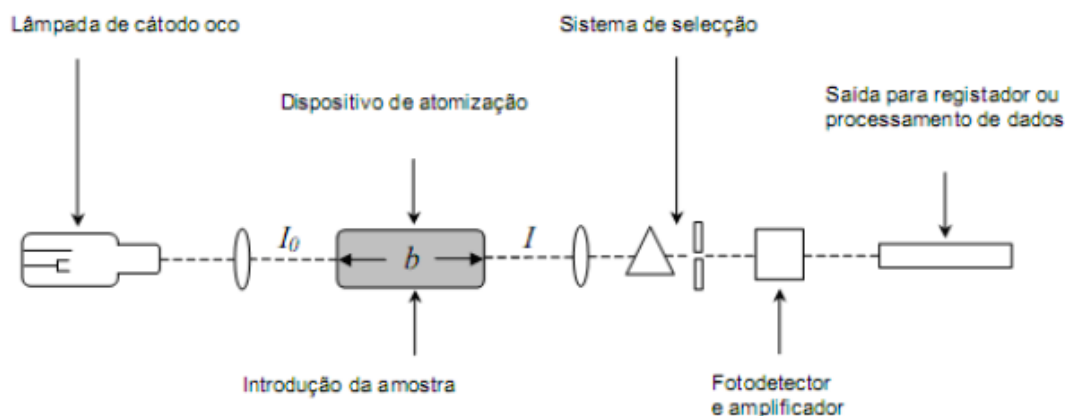 Lâmpada de cátodo oco
Sistema de selecção
Dispositivo de atomização
Saída para registador ou
processamento de dados
I₀
b
I
Introdução da amostra
Fotodetector
e amplificador